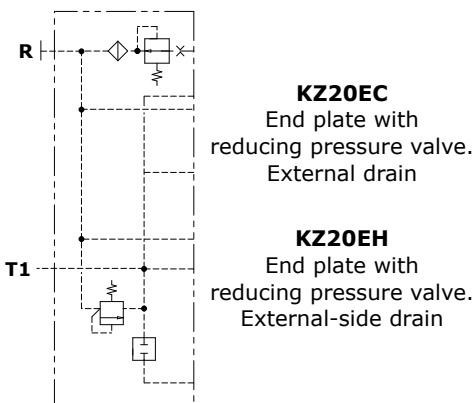 R
KZ20EC
End plate with
reducing pressure valve.
External drain
KZ20EH
T1
End plate with
reducing pressure valve.
External-side drain